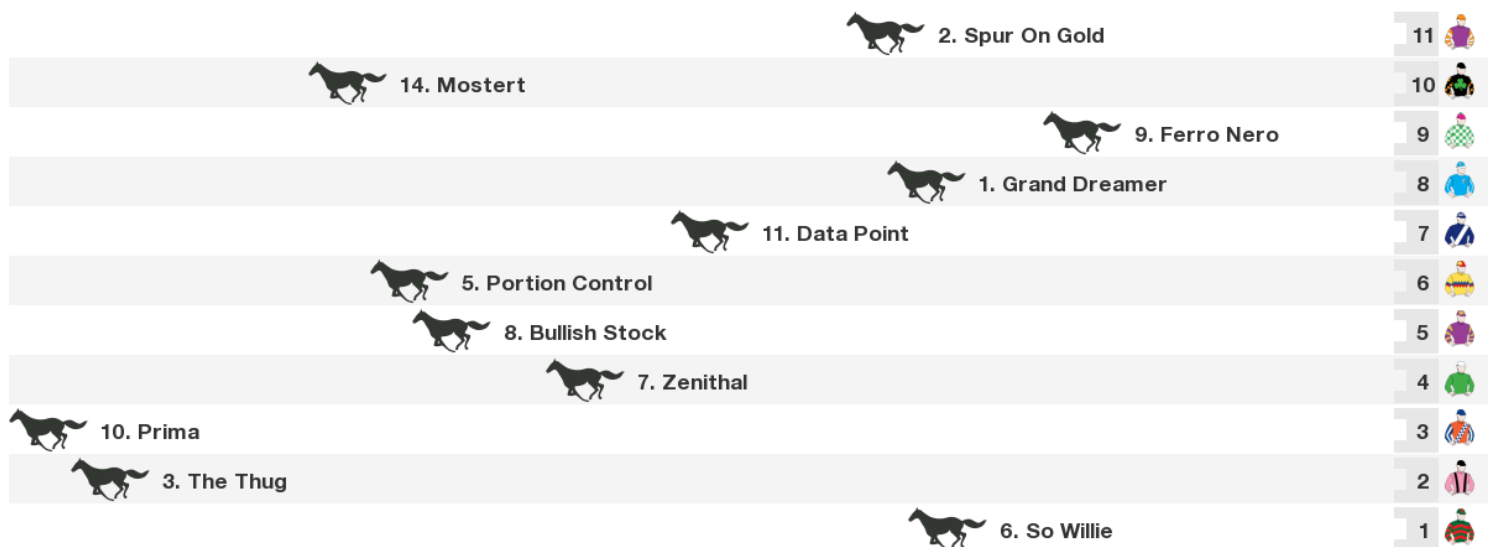 2. Spur On Gold 11
14. Mostert 10
9. Ferro Nero 9
1. Grand Dreamer 8
11. Data Point 7
5. Portion Control 6
8. Bullish Stock 5
7. Zenithal 4
10. Prima 3
3. The Thug 2
6. So Willie 1